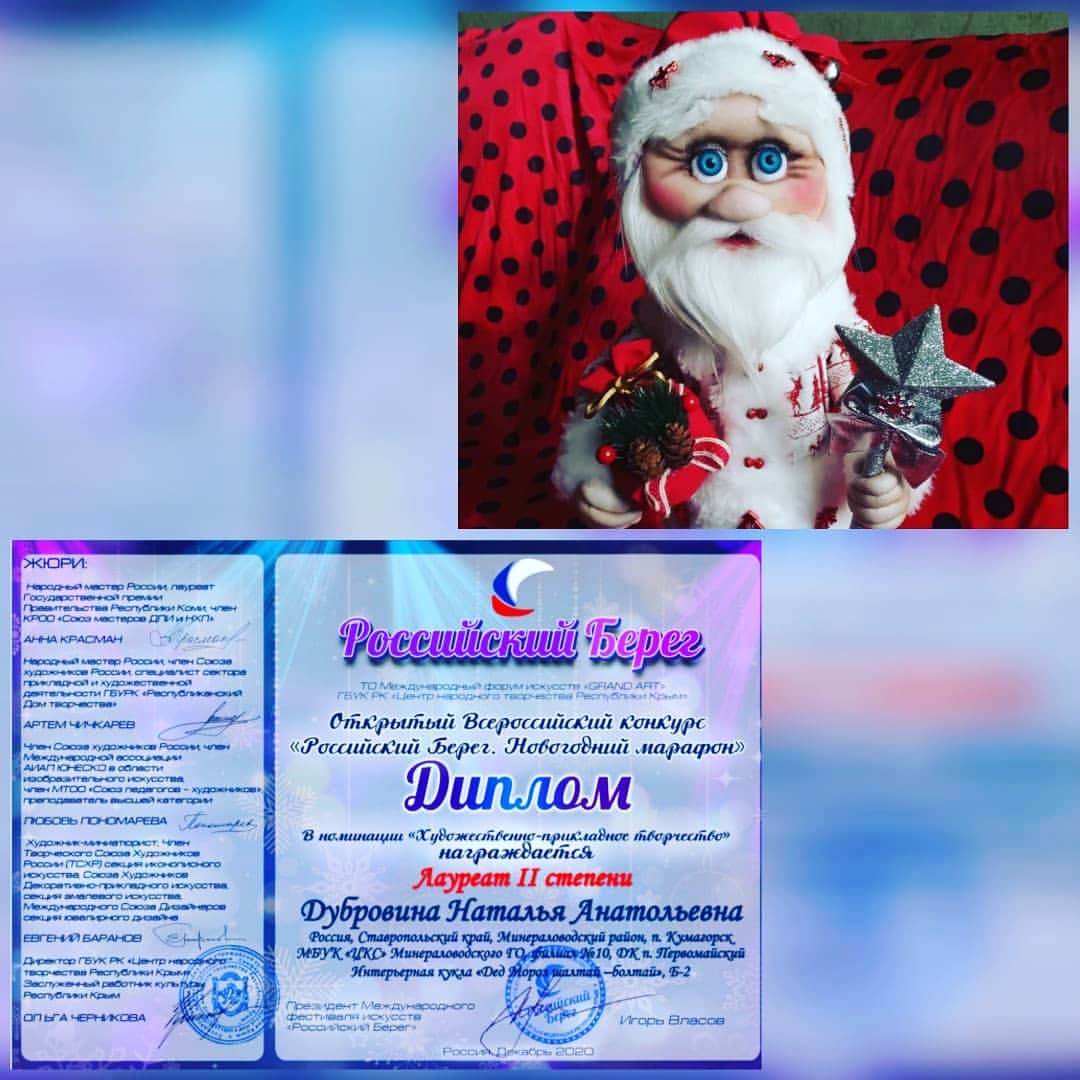 ЖЮРИ:
Народный мастер России, лауреат
Государственной премии
Правительства Республики Коми, член
КРОО «Союз мастеров ДПИ и НХП»
АННА КРАСМАН
Народный мастер России, член Союза
художников России, специалист сектора
прикладной и художественной
деятельности ГБУРК «Республиканский
Дом творчества»
АРТЕМ ЧИЧКАРЕВ
Член Союза художников России, член
Международной ассоциации
АИАП ЮНЕСКО в области
изобразительного искусства,
член МТОО «Союз педагогов - художников»,
преподаватель высшей категории
ЛЮБОВЬ ПОНОМАРЕВА
Художник-миниатюрист. Член
Творческого Союза Художников
России (ТСХР) секция иконописного
искусства, Союза Художников
Декоративно-прикладного искусства,
секция эмалевого искусства,
Международного Союза Дизайнеров
секция ювелирного дизайна
ЕВГЕНИЙ БАРАНОВ
Директор ГБУК РК «Центр народного
творчества Республики Крым»
Заслуженный работник культуры
Республики Крым
ОЛЬГА ЧЕРНИКОВА
Российский Берег
ТО Международный форум искусств «GRAND ART»
ГБУК РК «Центр народного творчества Республики Крым»
Открытый Всероссийский конкурс
«Российский Берег. Новогодний марафон»
Диплом
В номинации «Художественно-прикладное творчество»
награждается
Лауреат II степени
Дубровина Наталья Анатольевна
Россия, Ставропольский край, Минераловодский район, п. Кумагорск
МБУК «ЦКС» Минераловодского ГО, филиал №10, ДК п. Первомайский
Интерьерная кукла «Дед Мороз шалтай –болтай», Б-2
Президент Международного
фестиваля искусств
«Российский Берег»
Российский
Берег
Игорь Власов
Россия, Декабрь 2020